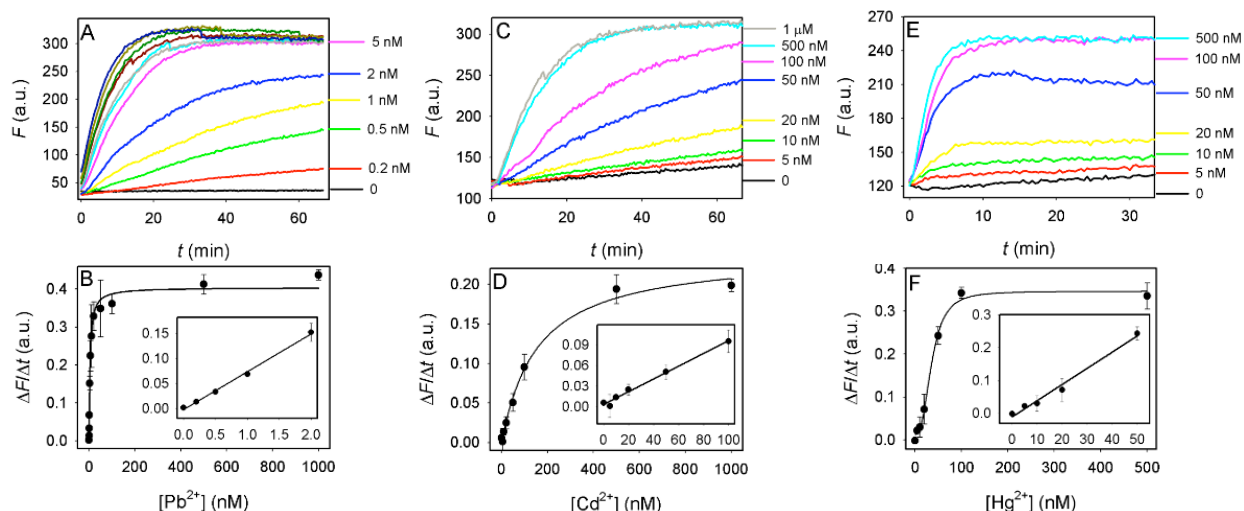 A
F (a.u.)
300
250
200
150
100
50
0
20
40
60
t (min)
5 nM
2 nM
1 nM
0.5 nM
0.2 nM
0
C
F (a.u.)
300
250
200
150
100
0
20
40
60
t (min)
1 μM
500 nM
100 nM
50 nM
20 nM
10 nM
5 nM
0
E
F (a.u.)
270
240
210
180
150
120
90
0
10
20
30
t (min)
500 nM
100 nM
50 nM
20 nM
10 nM
5 nM
0
B
ΔF/Δt (a.u.)
0.4
0.3
0.2
0.1
0.0
0 200 400 600 800 1000
[Pb2+] (nM)
0.15
0.10
0.05
0.00
0.0 0.5 1.0 1.5 2.0
D
ΔF/Δt (a.u.)
0.20
0.15
0.10
0.05
0.00
0 200 400 600 800 1000
[Cd2+] (nM)
0.09
0.06
0.03
0.00
0 20 40 60 80 100
F
ΔF/Δt (a.u.)
0.4
0.3
0.2
0.1
0.0
0 100 200 300 400 500
[Hg2+] (nM)
0.3
0.2
0.1
0.0
0 10 20 30 40 50